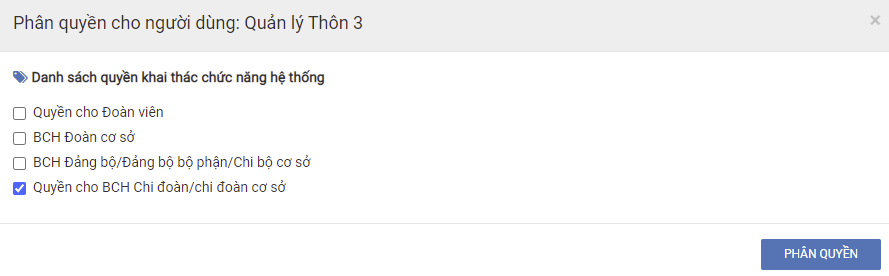 Phân quyền cho người dùng: Quản lý Thôn 3
×
Danh sách quyền khai thác chức năng hệ thống
Quyền cho Đoàn viên
BCH Đoàn cơ sở
BCH Đảng bộ/Đảng bộ bộ phận/Chi bộ cơ sở
Quyền cho BCH Chi đoàn/chi đoàn cơ sở
PHÂN QUYỀN